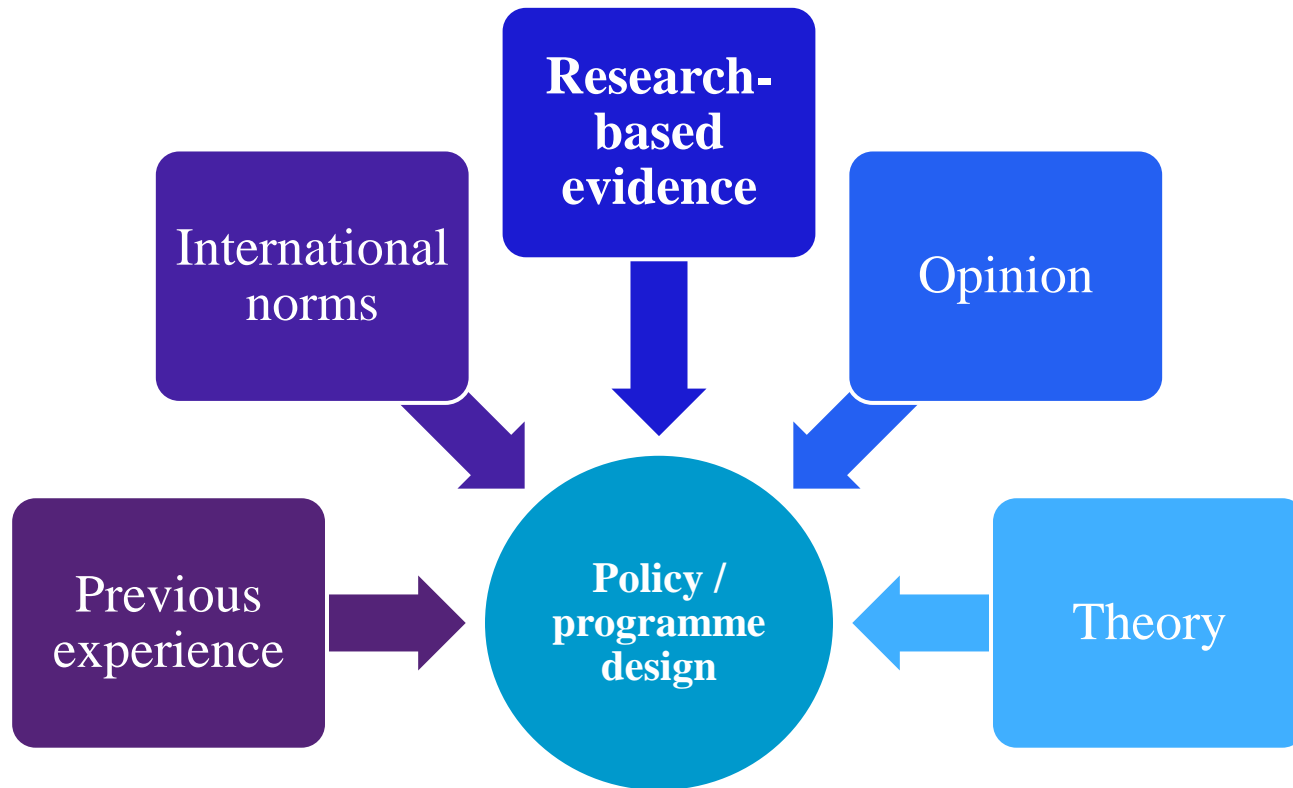 Research-
based
evidence
International
norms
Opinion
Previous
experience
Policy /
programme
design
Theory